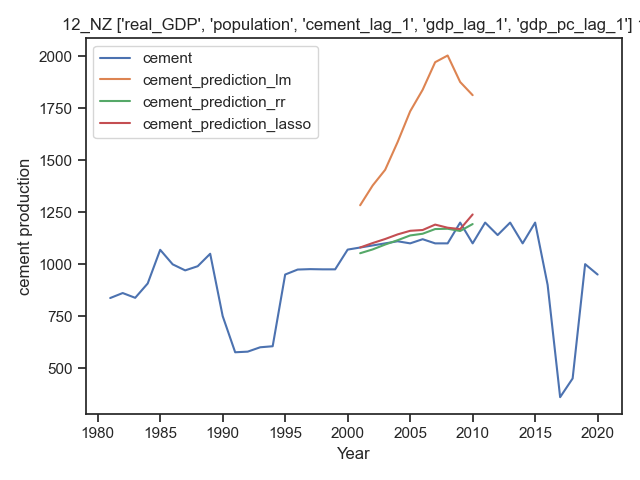 12_NZ ['real_GDP', 'population', 'cement_lag_1', 'gdp_lag_1', 'gdp_pc_lag_1']
cement
cement_prediction_lm
cement_prediction_rr
cement_prediction_lasso
cement production
2000
1750
1500
1250
1000
750
500
1980 1985 1990 1995 2000 2005 2010 2015 2020
Year